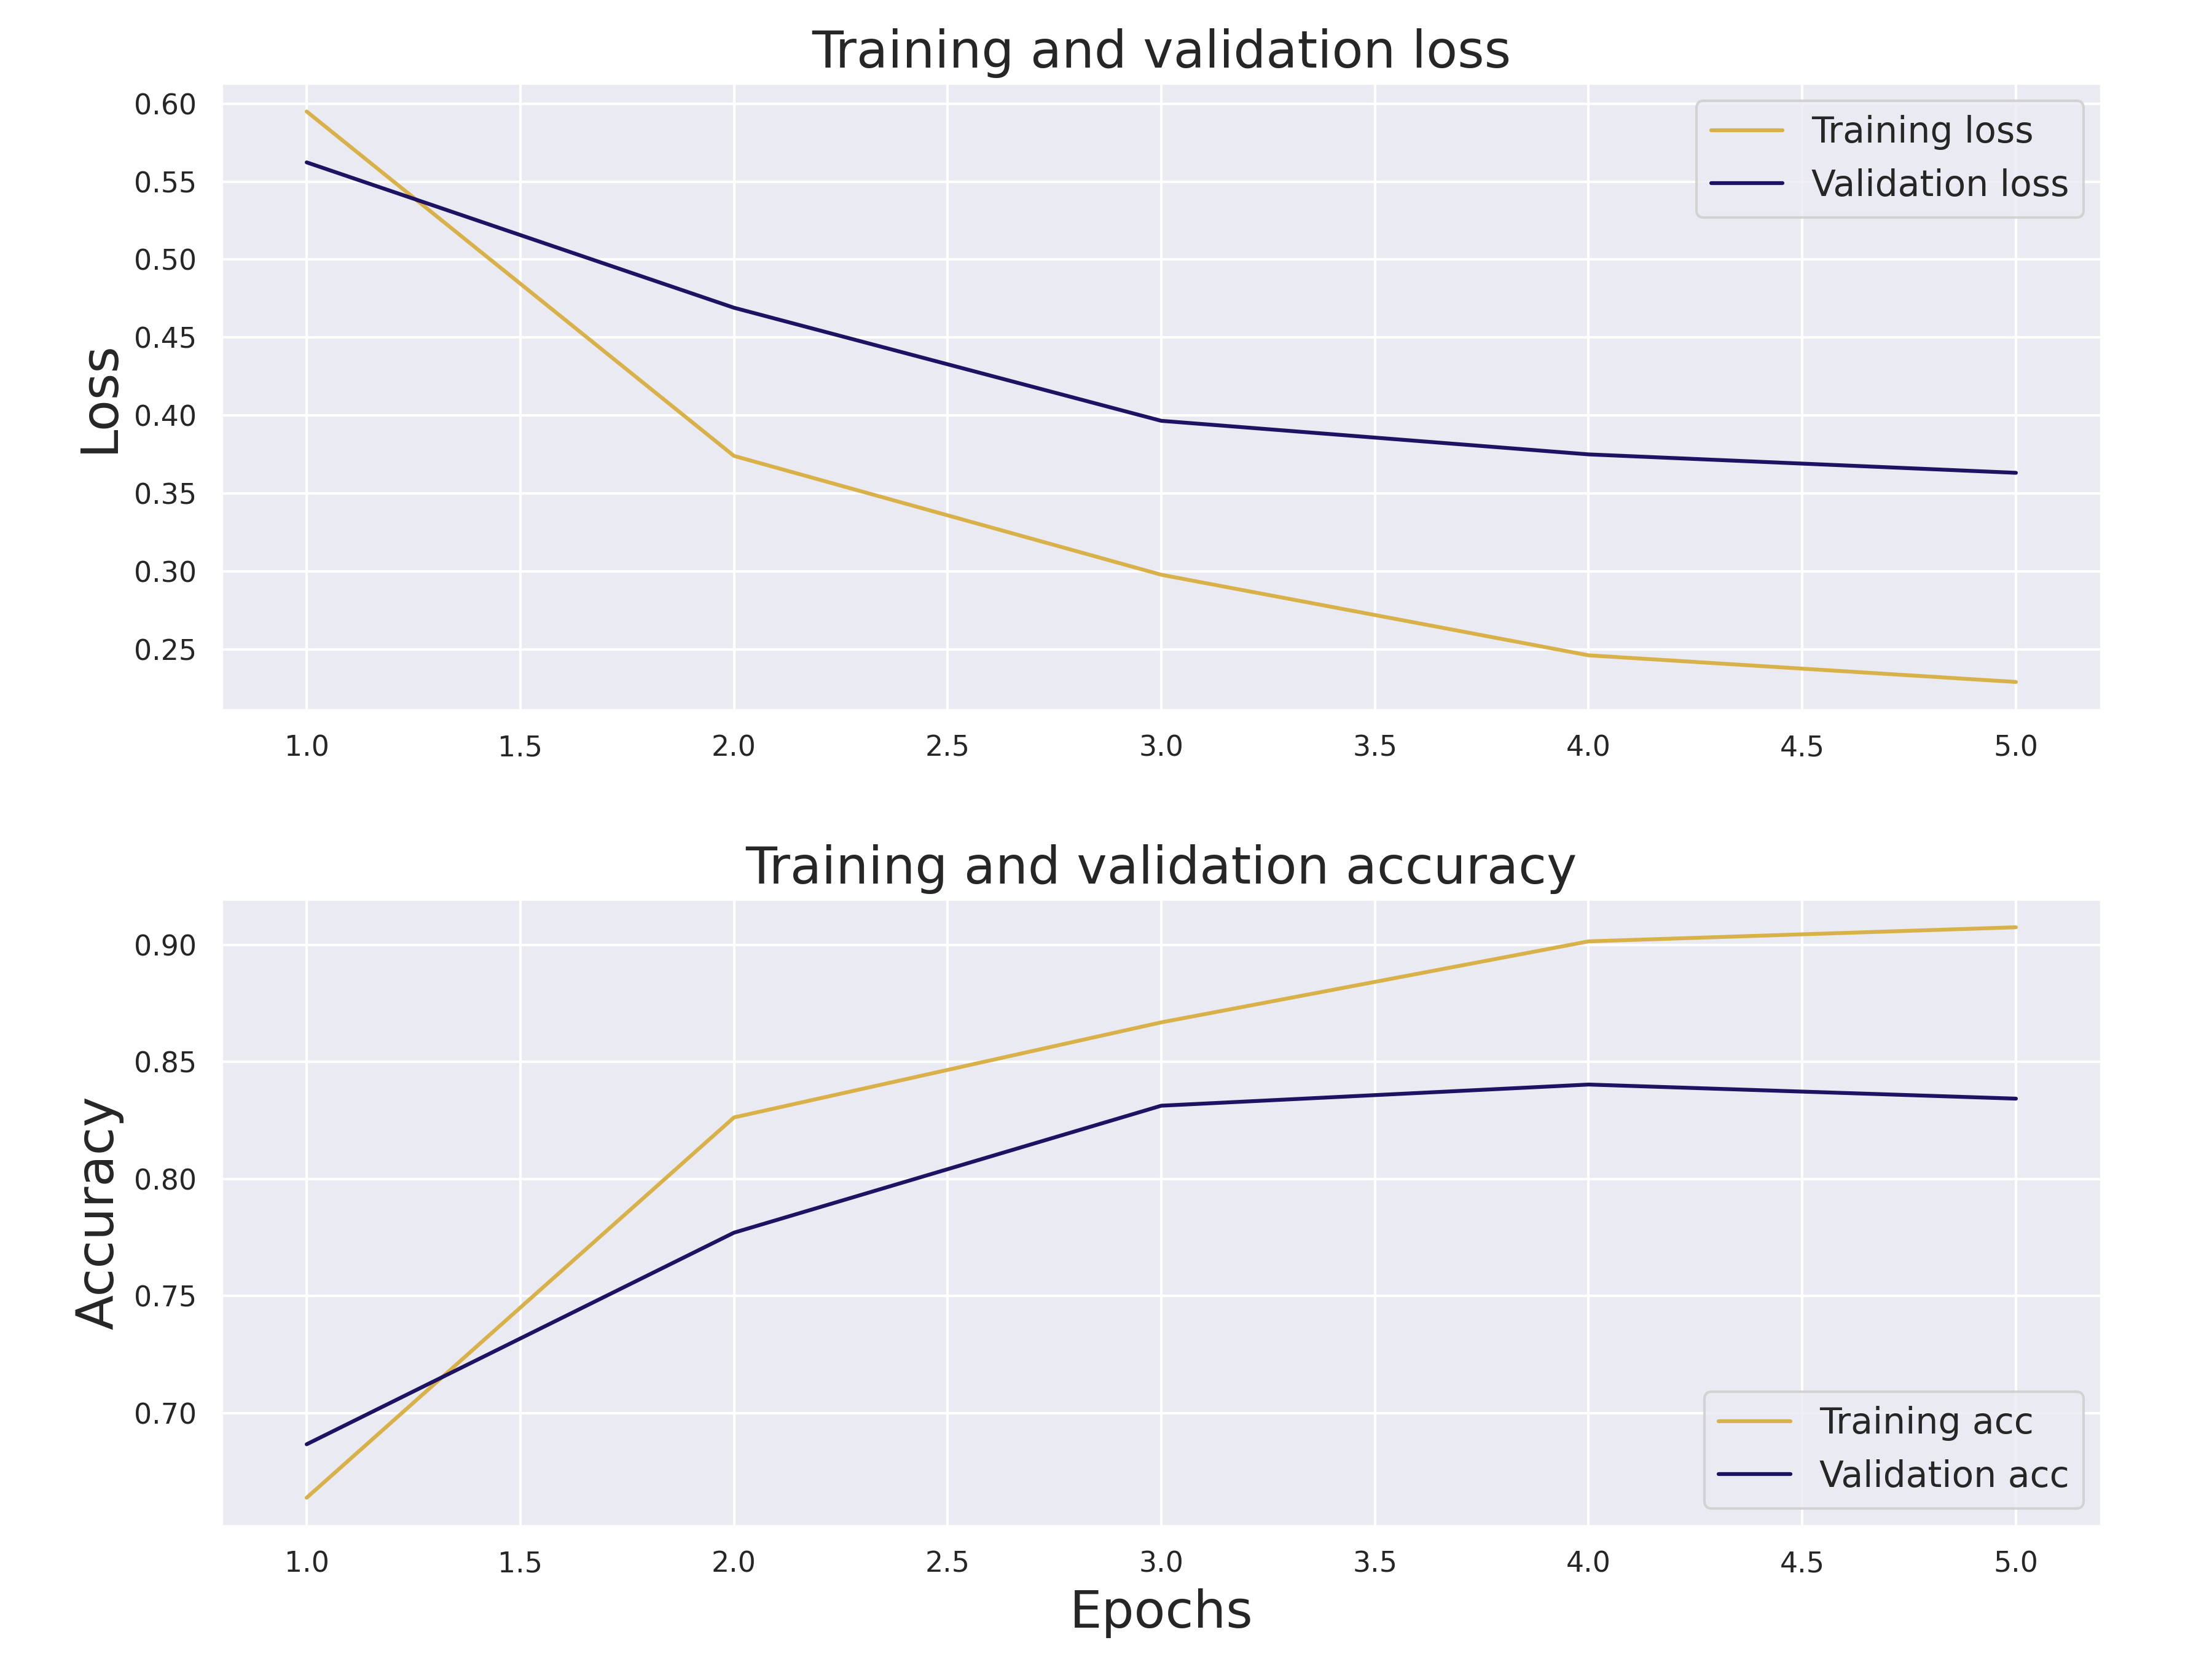 Training and validation loss
0.60
0.55
0.50
0.45
0.40
0.35
0.30
0.25
Loss
Training loss
Validation loss
1.0 1.5 2.0 2.5 3.0 3.5 4.0 4.5 5.0
Training and validation accuracy
0.90
0.85
0.80
0.75
0.70
Accuracy
Training acc
Validation acc
1.0 1.5 2.0 2.5 3.0 3.5 4.0 4.5 5.0
Epochs